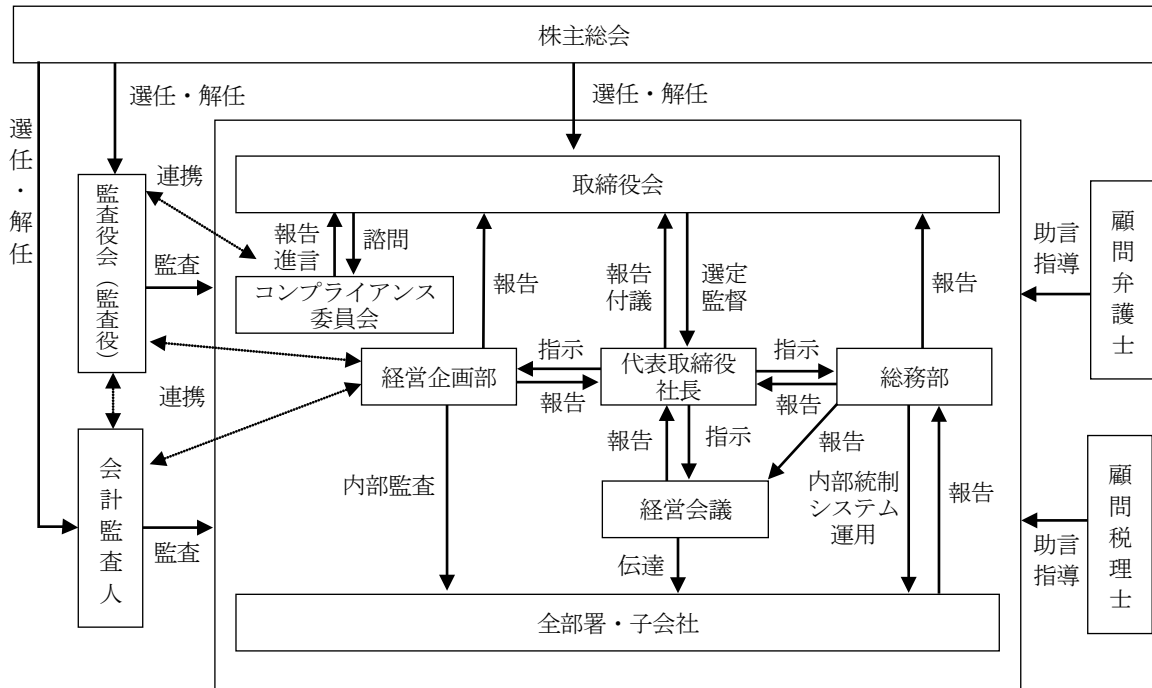 株主総会
選任・解任
選任・解任
選任・解任
監査役会（監査役）
連携
取締役会
報告
進言
諮問
監査
コンプライアンス
委員会
報告
報告
付議
選定
監督
報告
助言
指導
顧問弁護士
経営企画部
指示
報告
代表取締役
社長
指示
報告
総務部
連携
報告
指示
報告
会計監査人
監査
内部監査
経営会議
内部統制
システム
運用
報告
伝達
助言
指導
顧問税理士
全部署・子会社